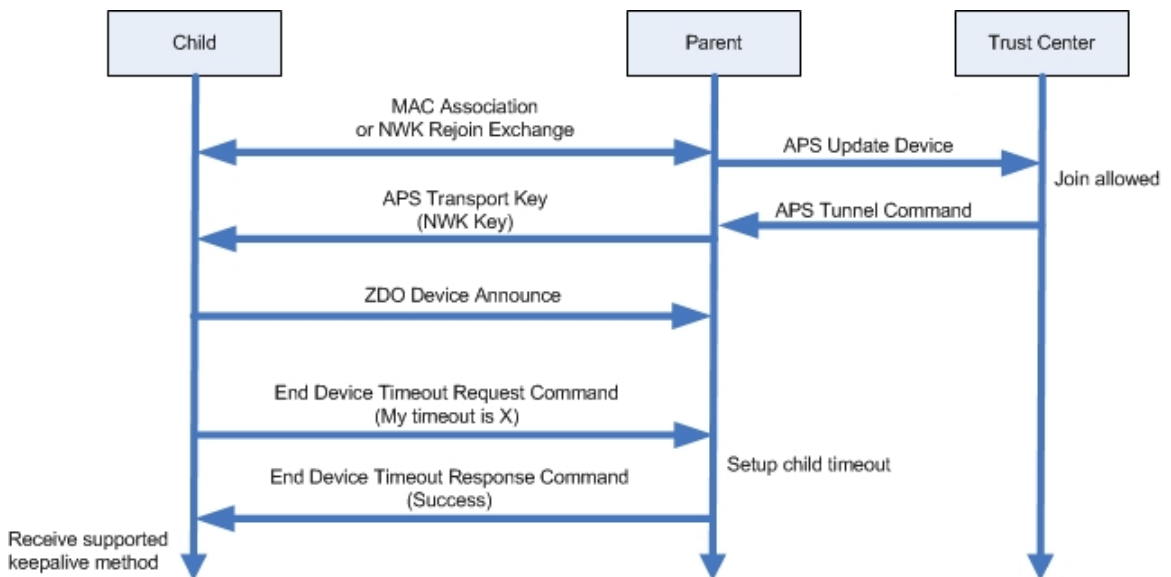 Child
Parent
Trust Center
MAC Association
or NWK Rejoin Exchange
APS Update Device
Join allowed
APS Transport Key
(NWK Key)
APS Tunnel Command
ZDO Device Announce
End Device Timeout Request Command
(My timeout is X)
Setup child timeout
End Device Timeout Response Command
(Success)
Receive supported
keepalive method